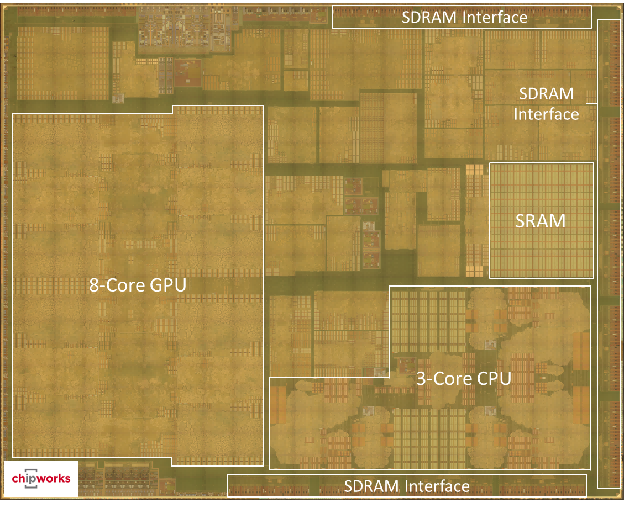 SDRAM Interface
SDRAM
Interface
SRAM
8-Core GPU
3-Core CPU
chipworks
SDRAM Interface